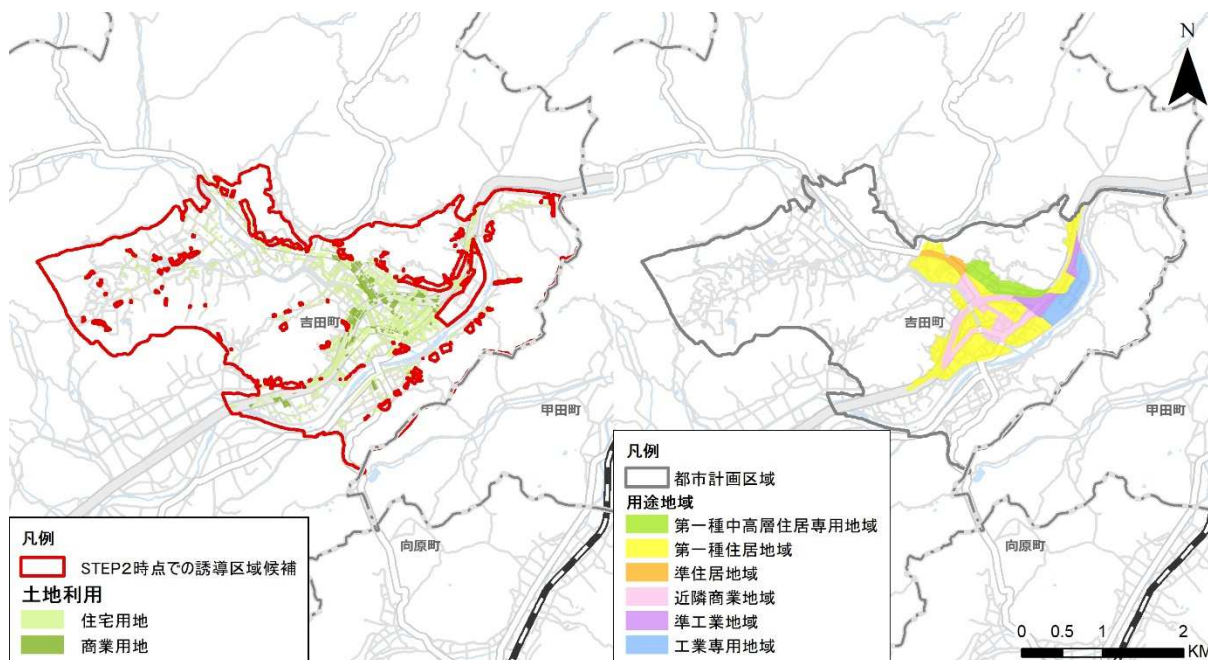 吉田町
甲田町
向原町
凡例
STEP2時点での誘導区域候補
土地利用
住宅用地
商業用地
N
吉田町
甲田町
向原町
凡例
都市計画区域
用途地域
第一種中高層住居専用地域
第一種住居地域
準住居地域
近隣商業地域
準工業地域
工業専用地域
0 0.5 1 2
KM